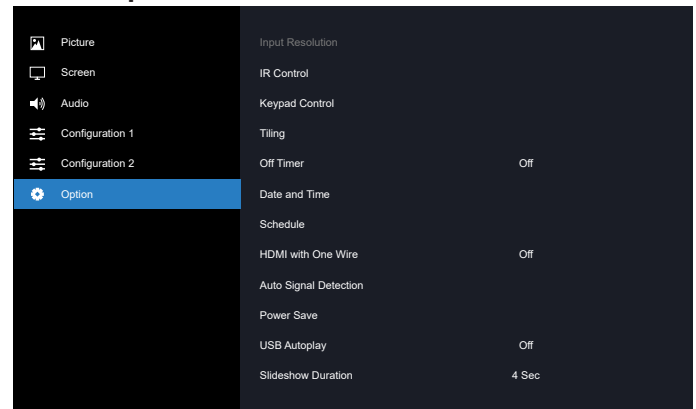 Picture
Screen
Audio
Configuration 1
Configuration 2
Option
Input Resolution
IR Control
Keypad Control
Tiling
Off Timer Off
Date and Time
Schedule
HDMI with One Wire Off
Auto Signal Detection
Power Save
USB Autoplay Off
Slideshow Duration 4 Sec